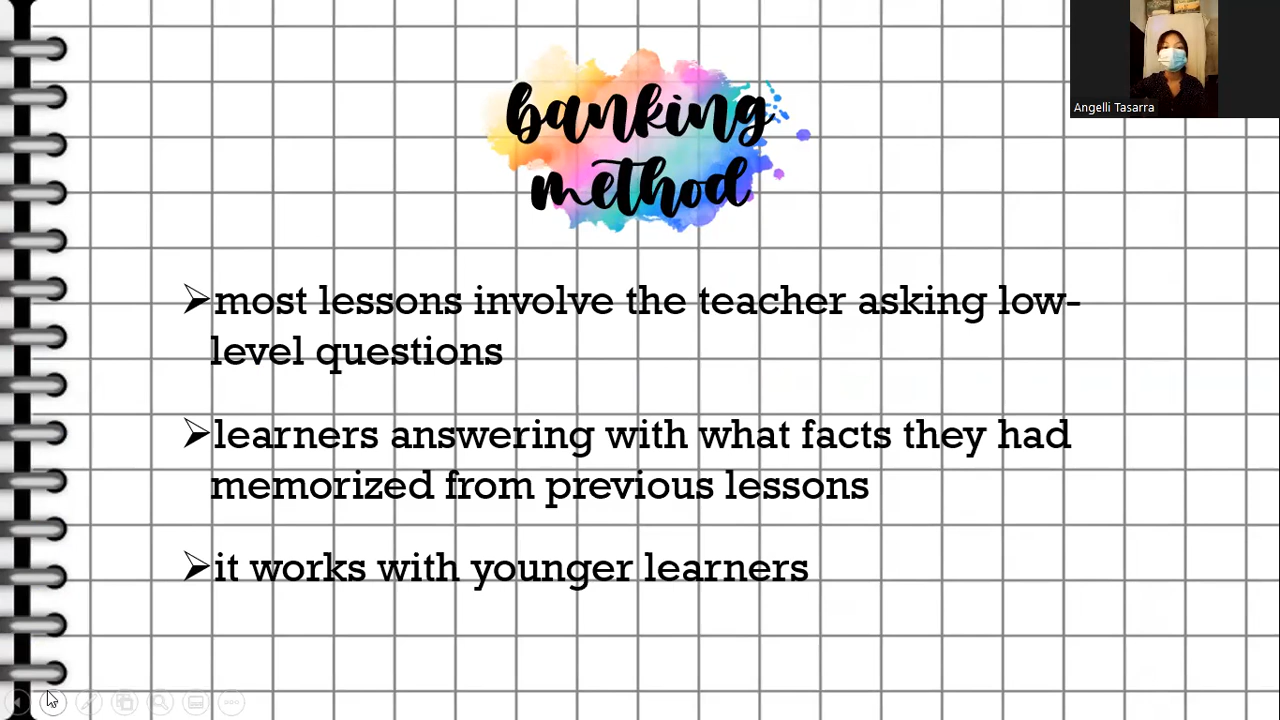 banking
method
Angelli Tasarra
➢most lessons involve the teacher asking low-
level questions
➢learners answering with what facts they had
memorized from previous lessons
➢it works with younger learners